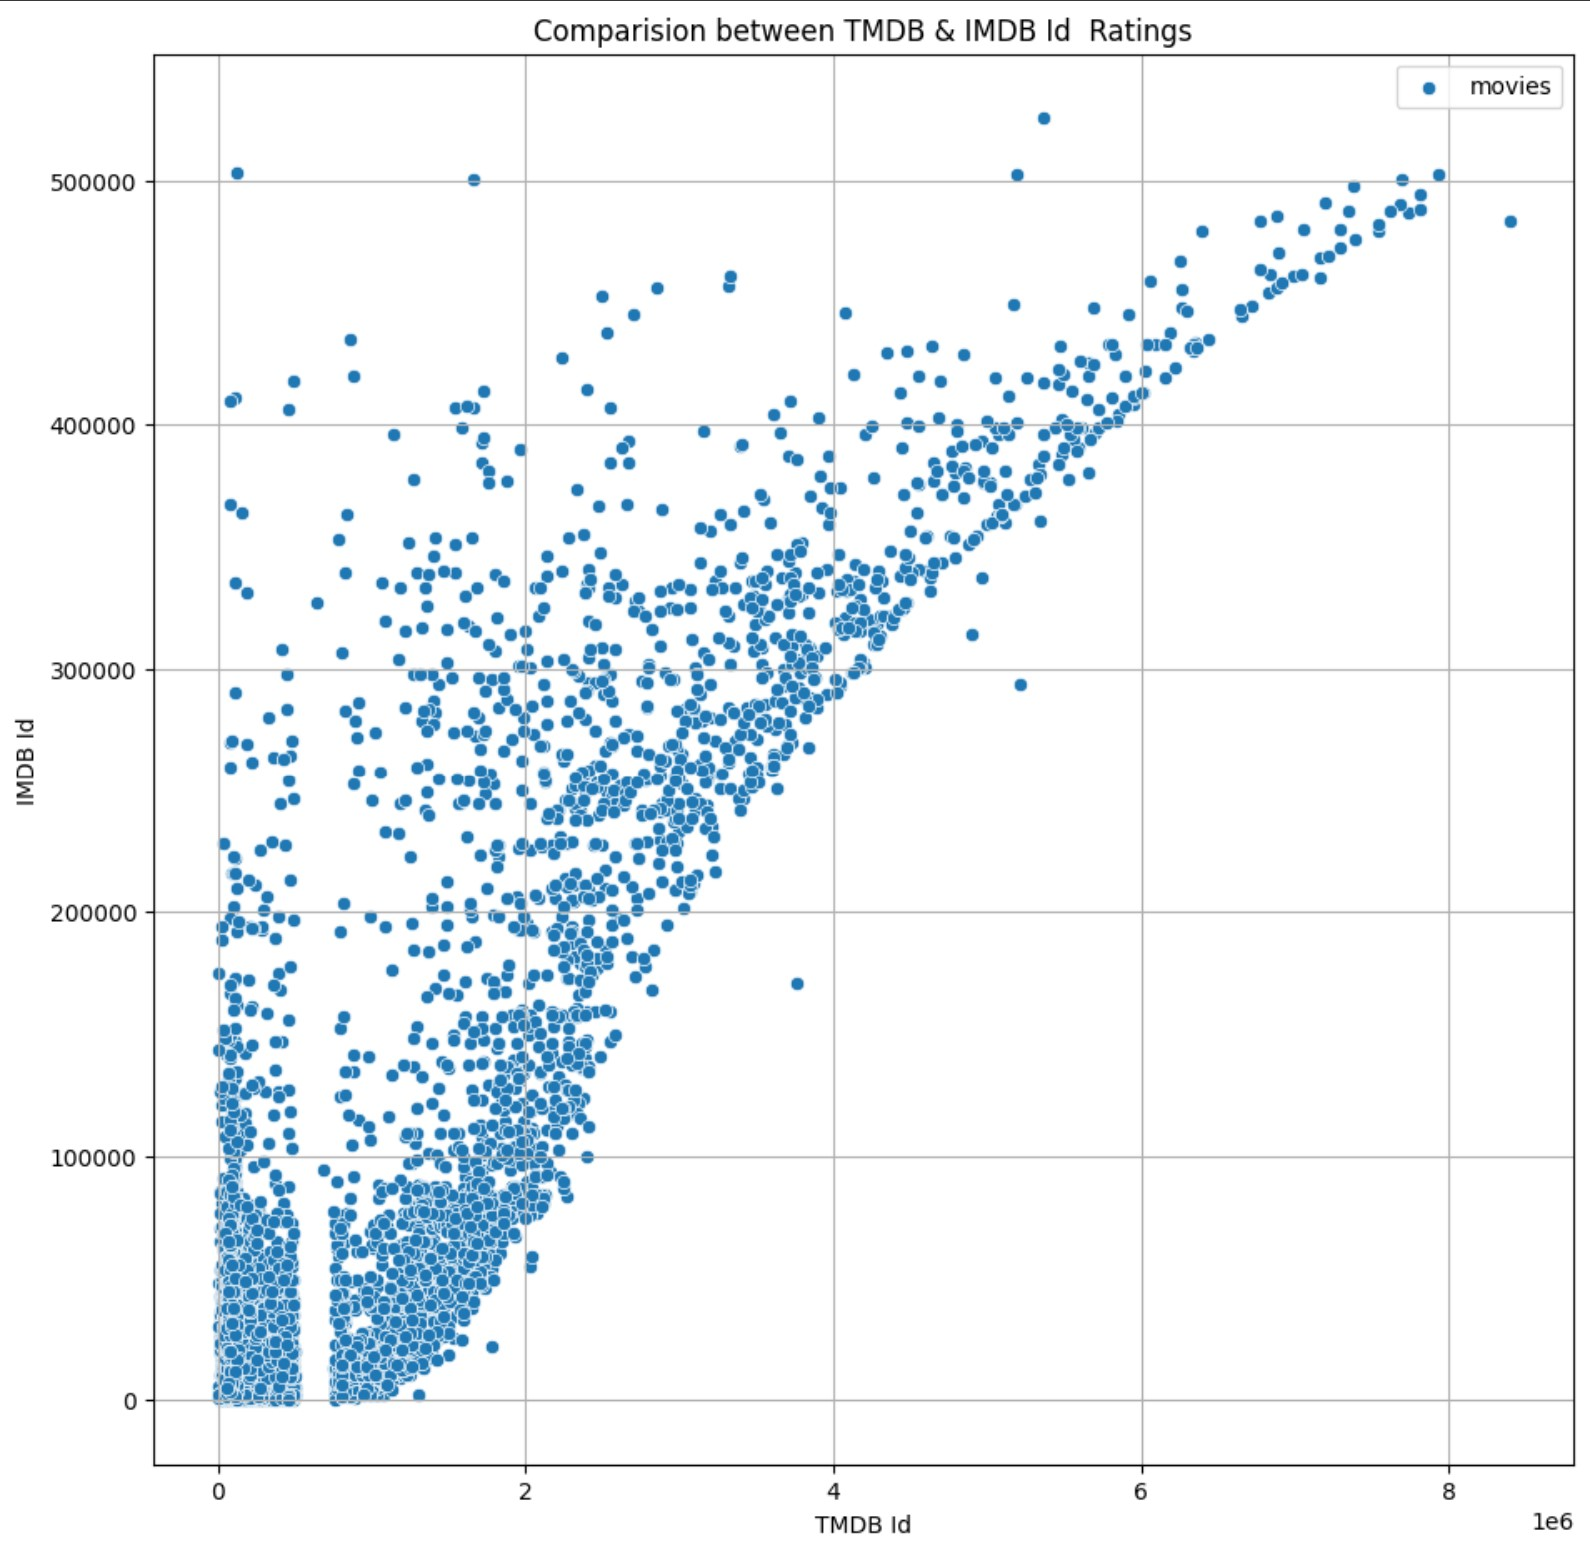 Comparision between TMDB & IMDB Id  Ratings
movies
500000
400000
300000
200000
100000
0
IMDB Id
0 2 4 6 8
1e6
TMDB Id